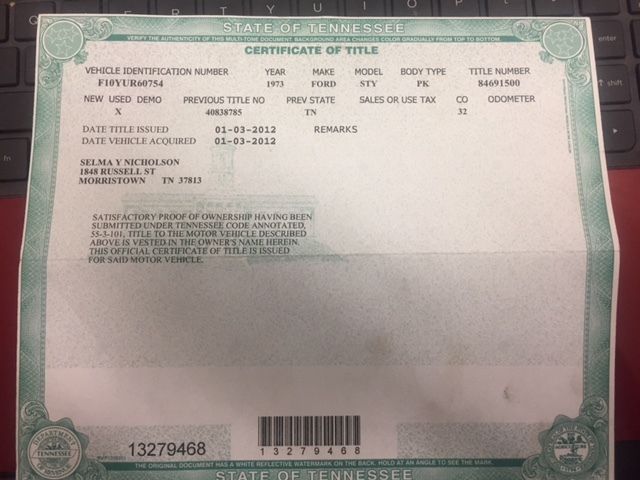 STATE OF TENNESSEE
VERIFY THE AUTHENTICITY OF THIS MULTI-TONE DOCUMENT. BACKGROUND AREA CHANGES COLOR GRADUALLY FROM TOP TO BOTTOM.
CERTIFICATE OF TITLE
VEHICLE IDENTIFICATION NUMBER YEAR MAKE MODEL BODY TYPE TITLE NUMBER
F10YUR60754 1973 FORD STY PK 84691500
NEW USED DEMO PREVIOUS TITLE NO PREV STATE SALES OR USE TAX CO ODOMETER
X 40838785 TN 32
DATE TITLE ISSUED 01-03-2012 REMARKS
DATE VEHICLE ACQUIRED 01-03-2012
SELMA Y NICHOLSON
1848 RUSSELL ST
MORRISTOWN TN 37813
SATISFACTORY PROOF OF OWNERSHIP HAVING BEEN
SUBMITTED UNDER TENNESSEE CODE ANNOTATED,
55-3-101, TITLE TO THE MOTOR VEHICLE DESCRIBED
ABOVE IS VESTED IN THE OWNER'S NAME HEREIN.
THIS OFFICIAL CERTIFICATE OF TITLE IS ISSUED
FOR SAID MOTOR VEHICLE.
13279468
13279468
DEPARTMENT
TENNESSEE
AGRICULTURE
THE ORIGINAL DOCUMENT HAS A WHITE REFLECTIVE WATERMARK ON THE BACK. HOLD AT AN ANGLE TO SEE THE MARK.
STATE OF TENNESSEE
enter
shift
fn